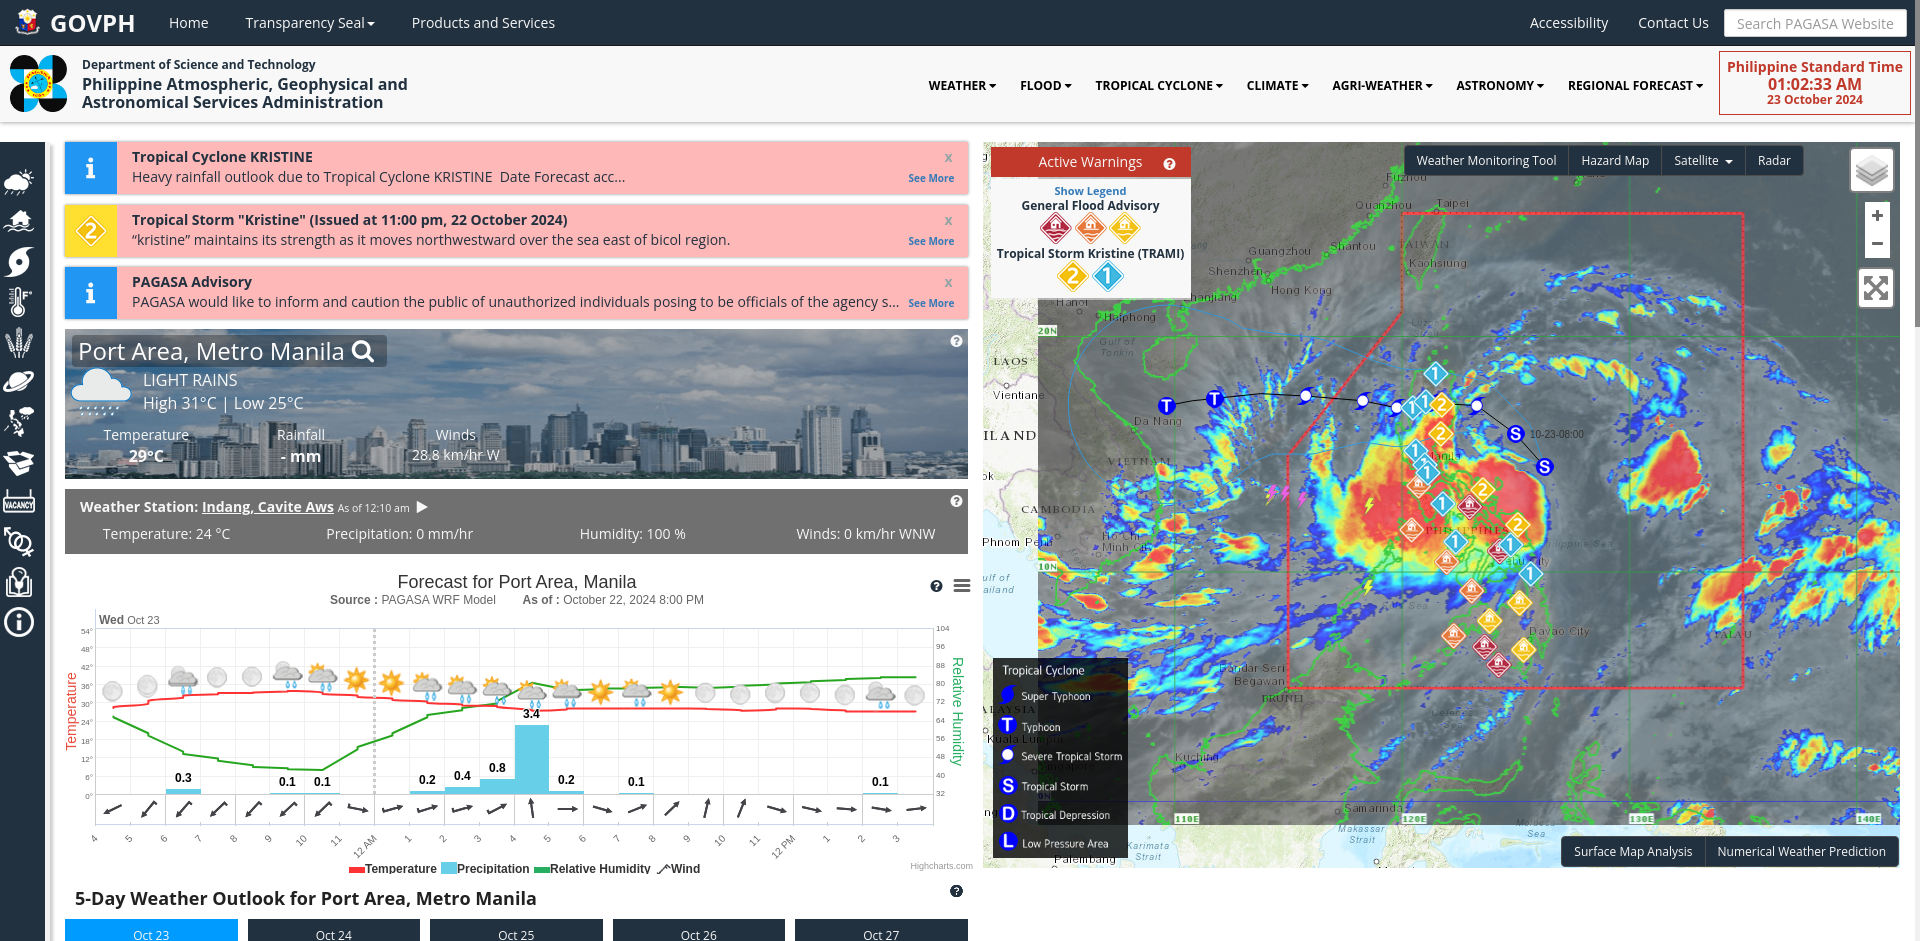 GOVPH
Home
Transparency Seal
Products and Services
Accessibility
Contact Us
Search PAGASA Website
Department of Science and Technology
Philippine Atmospheric, Geophysical and
Astronomical Services Administration
WEATHER
FLOOD
TROPICAL CYCLONE
CLIMATE
AGRI-WEATHER
ASTRONOMY
REGIONAL FORECAST
Philippine Standard Time
01:02:33 AM
23 October 2024
VACANCY
Tropical Cyclone KRISTINE
x
Heavy rainfall outlook due to Tropical Cyclone KRISTINE Date Forecast acc...
See More
2
Tropical Storm "Kristine" (Issued at 11:00 pm, 22 October 2024)
x
“kristine” maintains its strength as it moves northwestward over the sea east of bicol region.
See More
PAGASA Advisory
x
PAGASA would like to inform and caution the public of unauthorized individuals posing to be officials of the agency s...
See More
Port Area, Metro Manila
LIGHT RAINS
High 31°C | Low 25°C
Temperature
Rainfall
Winds
29°C
- mm
28.8 km/hr W
Weather Station: Indang, Cavite Aws As of 12:10 am
Temperature: 24 °C
Precipitation: 0 mm/hr
Humidity: 100 %
Winds: 0 km/hr WNW
Forecast for Port Area, Manila
Source : PAGASA WRF Model As of : October 22, 2024 8:00 PM
Wed Oct 23
Temperature
54°
48°
42°
36°
30°
24°
18°
12°
6°
0°
104
96
88
80
72
64
56
48
40
32
Relative Humidity
0.3
0.1
0.1
0.2
0.4
0.8
3.4
0.2
0.1
0.1
4
5
6
7
8
9
10
11
12 AM
1
2
3
4
5
6
7
8
9
10
11
12 PM
1
2
3
Temperature
Precipitation
Relative Humidity
Wind
Highcharts.com
5-Day Weather Outlook for Port Area, Metro Manila
Oct 23
Oct 24
Oct 25
Oct 26
Oct 27
Active Warnings
Show Legend
General Flood Advisory
Tropical Storm Kristine (TRAMI)
2
1
Weather Monitoring Tool
Hazard Map
Satellite
Radar
+
−
Fuzhou
Quanzhou
Taipei
TAIWAN
Guangzhou
Shantou
Kaohsiung
Shenzhen
Hong Kong
Zhanjiang
Hanoi
Haiphong
20N
Gulf of
Tonkin
LAOS
Vientiane
Da Nang
VIETNAM
CAMBODIA
Phnom Penh
Ho Chi
Minh City
10N
10-23-08:00
Manila
PHILIPPINES
Philippine Sea
Cebu City
Davao City
PALAU
Bandar Seri
Begawan
BRUNEI
Kuching
Samarinda
Makassar
Strait
Karimata
Strait
Palembang
110E
120E
130E
140E
Tropical Cyclone
Super Typhoon
T Typhoon
Severe Tropical Storm
S Tropical Storm
D Tropical Depression
L Low Pressure Area
Surface Map Analysis
Numerical Weather Prediction